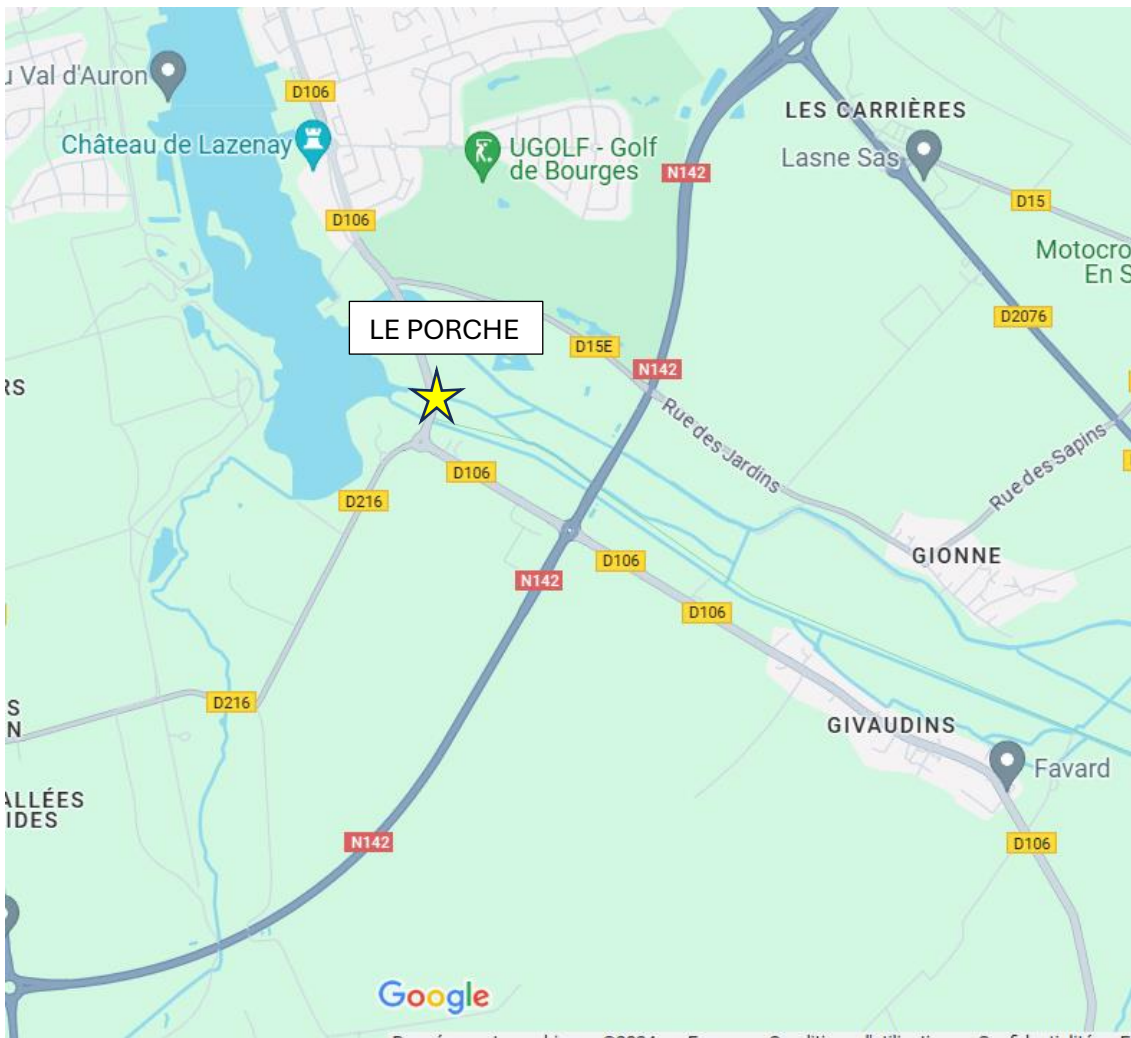 u Val d'Auron
D106
Château de Lazenay
UGOLF - Golf
de Bourges
LES CARRIÈRES
Lasne Sas
N142
D15
D106
Motocro
En S
D2076
LE PORCHE
D15E
N142
RS
Rue des Jardins
Rue des Sapins
D106
D216
GIONNE
D106
N142
D106
D216
S
N
GIVAUDINS
Favard
ALLÉES
IDES
N142
D106
Google